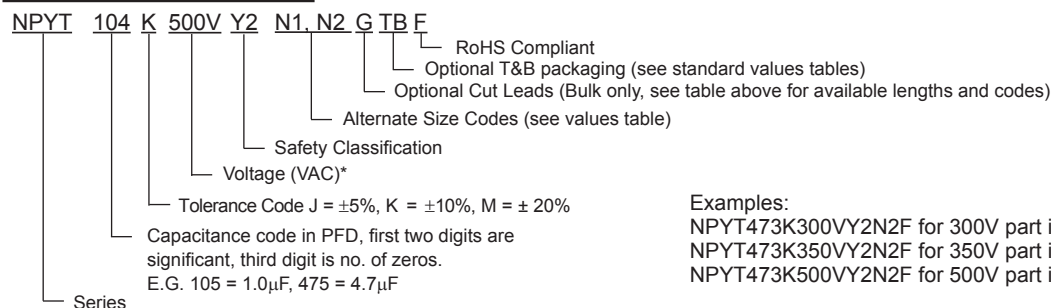 NPYT 104 K 500V Y2 N1, N2 G TB F
RoHS Compliant
Optional T&B packaging (see standard values tables)
Optional Cut Leads (Bulk only, see table above for available lengths and codes)
Alternate Size Codes (see values table)
Safety Classification
Voltage (VAC)*
Tolerance Code J = ±5%, K = ±10%, M = ± 20%
Capacitance code in PFD, first two digits are
significant, third digit is no. of zeros.
E.G. 105 = 1.0μF, 475 = 4.7μF
Series
Examples:
NPYT473K300VY2N2F for 300V part i
NPYT473K350VY2N2F for 350V part i
NPYT473K500VY2N2F for 500V part i